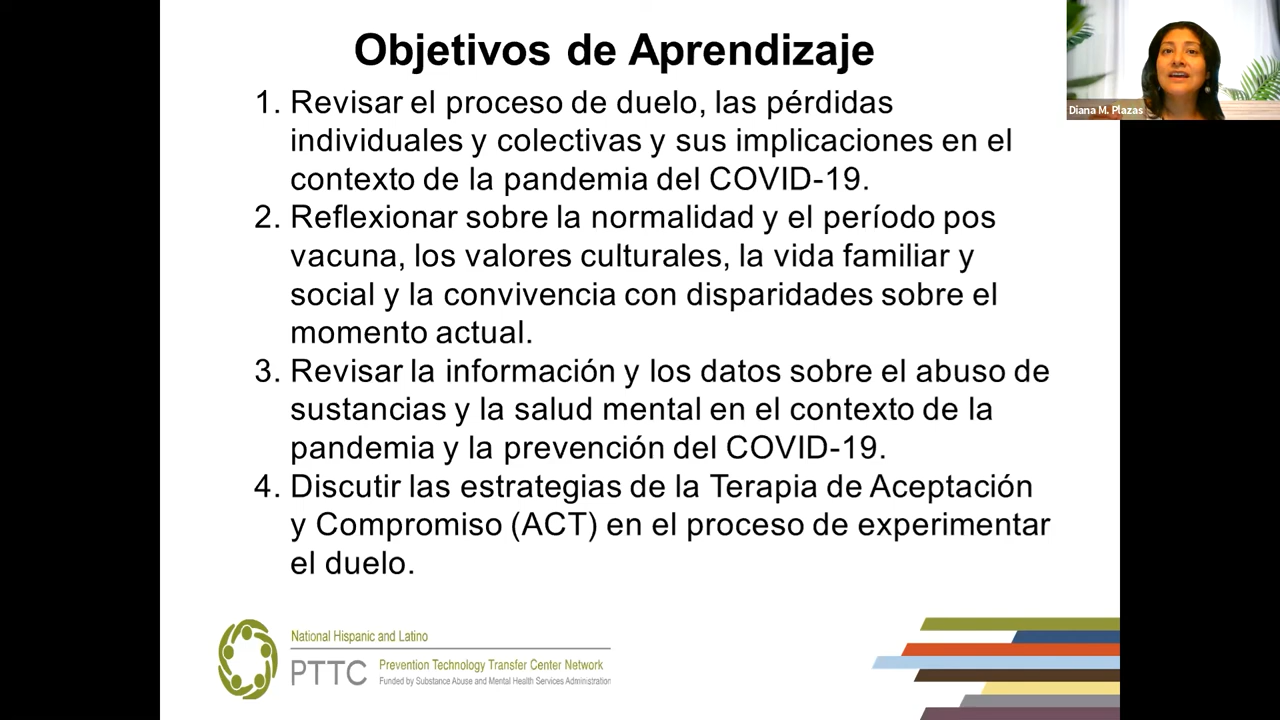 Objetivos de Aprendizaje
1. Revisar el proceso de duelo, las pérdidas
individuales y colectivas y sus implicaciones en el
contexto de la pandemia del COVID-19.
2. Reflexionar sobre la normalidad y el período pos
vacuna, los valores culturales, la vida familiar y
social y la convivencia con disparidades sobre el
momento actual.
3. Revisar la información y los datos sobre el abuso de
sustancias y la salud mental en el contexto de la
pandemia y la prevención del COVID-19.
4. Discutir las estrategias de la Terapia de Aceptación
y Compromiso (ACT) en el proceso de experimentar
el duelo.
Diana M. Plazas
National Hispanic and Latino
PTTC
Prevention Technology Transfer Center Network
Funded by Substance Abuse and Mental Health Services Administration